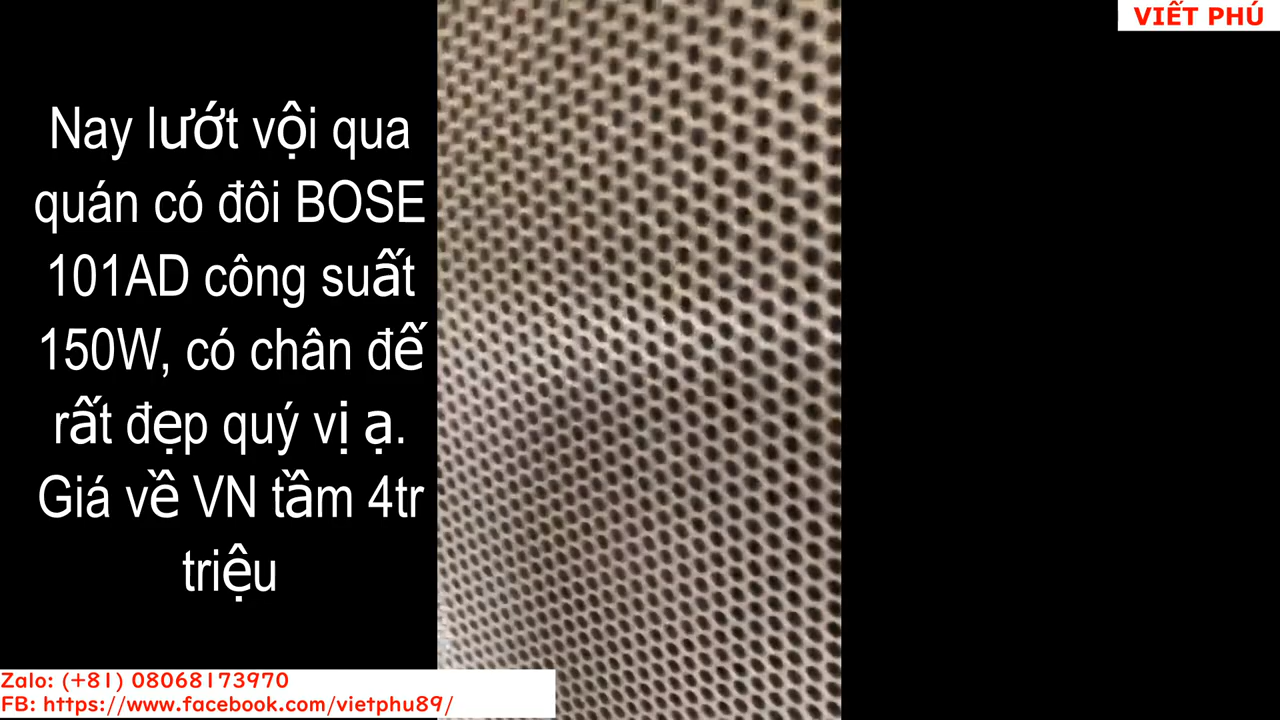 VIẾT PHÚ
Nay lướt vội qua
quán có đôi BOSE
101AD công suất
150W, có chân đế
rất đẹp quý vị ạ.
Giá về VN tầm 4tr
triệu
Zalo: (+81) 08068173970
FB: https://www.facebook.com/vietphu89/